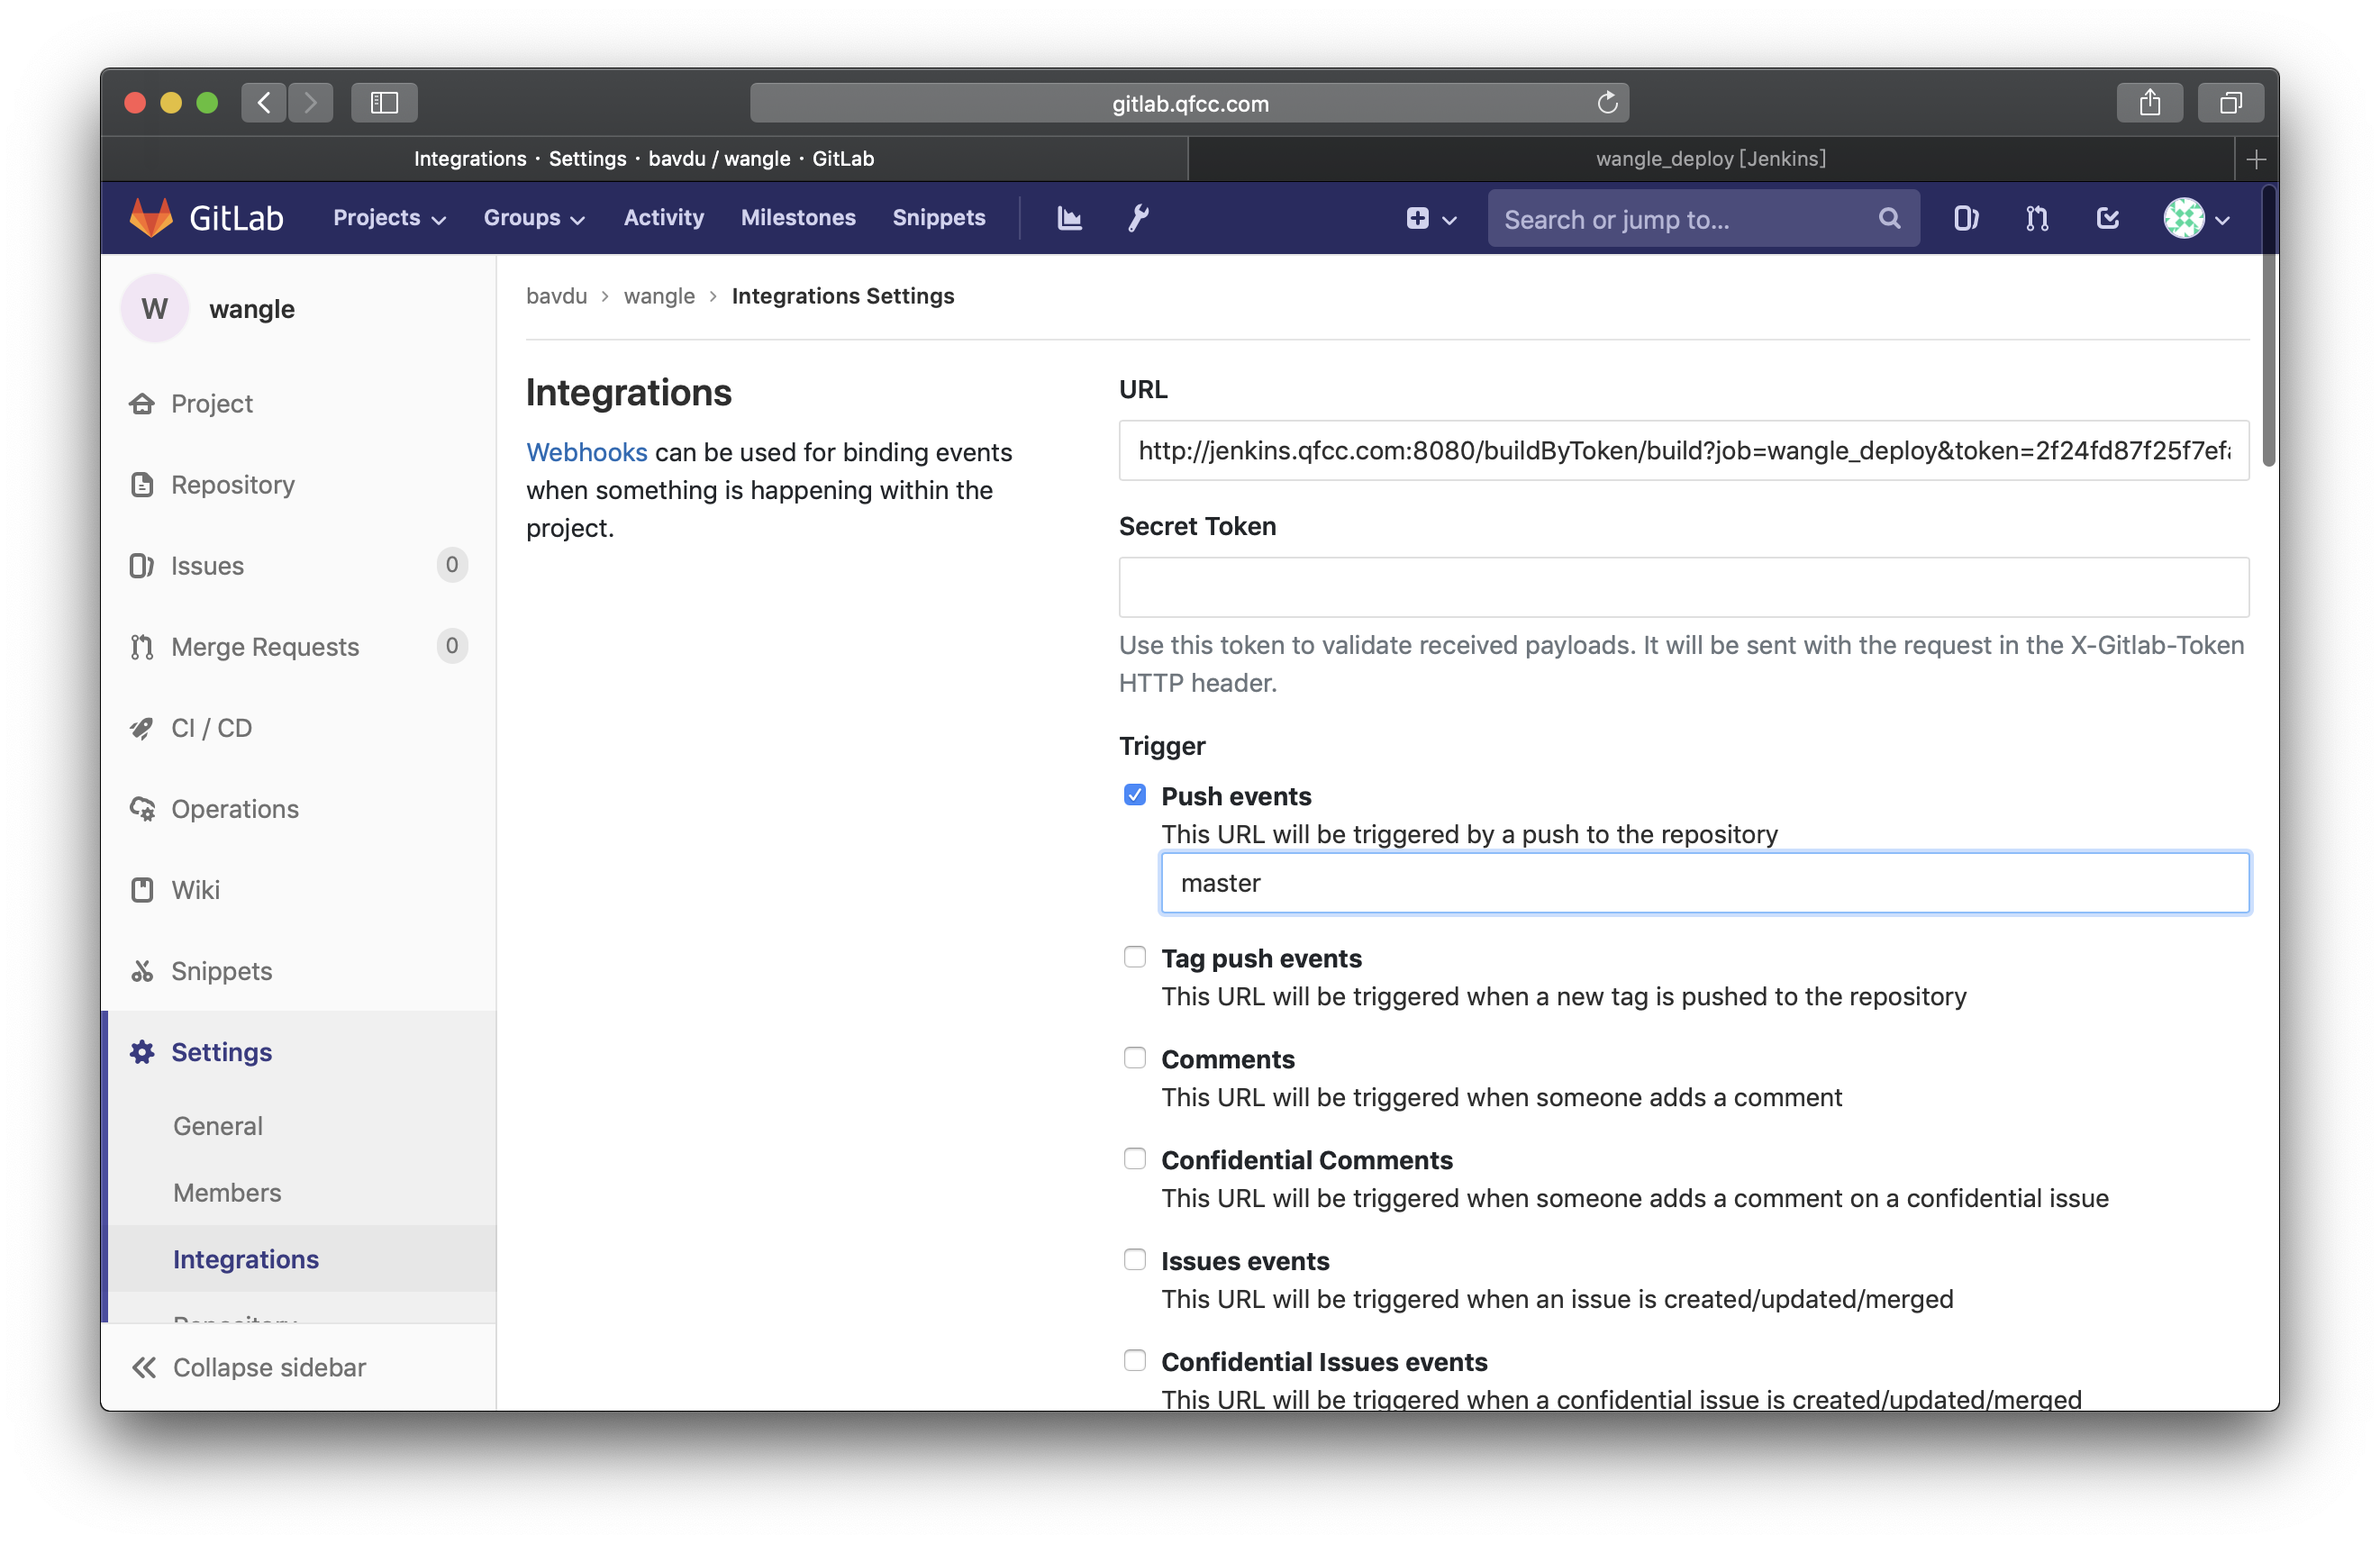 gitlab.qfcc.com
Integrations · Settings · bavdu / wangle · GitLab
wangle_deploy [Jenkins]
GitLab
Projects
Groups
Activity
Milestones
Snippets
Search or jump to...
W
wangle
Project
Repository
Issues
0
Merge Requests
0
CI / CD
Operations
Wiki
Snippets
Settings
General
Members
Integrations
Repository
Collapse sidebar
bavdu > wangle > Integrations Settings
Integrations
Webhooks can be used for binding events
when something is happening within the
project.
URL
http://jenkins.qfcc.com:8080/buildByToken/build?job=wangle_deploy&token=2f24fd87f25f7efa
Secret Token
Use this token to validate received payloads. It will be sent with the request in the X-Gitlab-Token
HTTP header.
Trigger
Push events
This URL will be triggered by a push to the repository
master
Tag push events
This URL will be triggered when a new tag is pushed to the repository
Comments
This URL will be triggered when someone adds a comment
Confidential Comments
This URL will be triggered when someone adds a comment on a confidential issue
Issues events
This URL will be triggered when an issue is created/updated/merged
Confidential Issues events
This URL will be triggered when a confidential issue is created/updated/merged